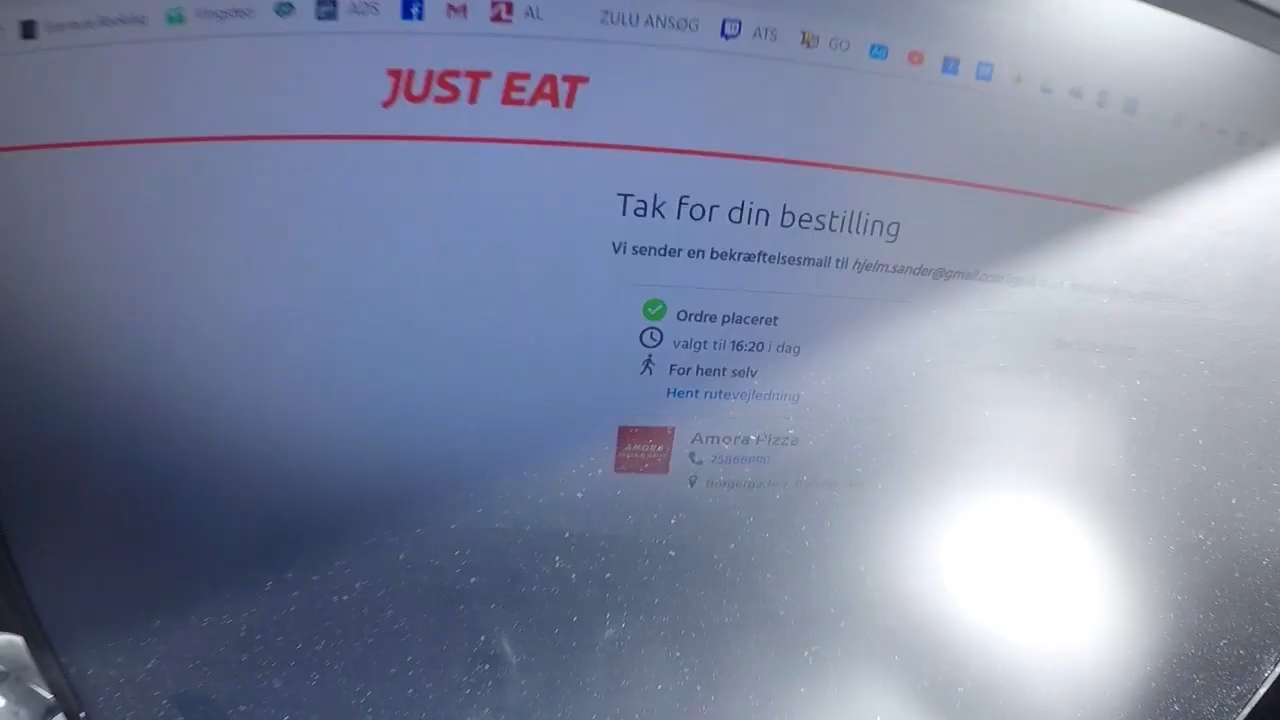 ADS
AL
ZULU ANSØG
ATS
GO
JUST EAT
Tak for din bestilling
Vi sender en bekræftelsesmail til hjelm.sander@gmail.com
Ordre placeret
valgt til 16:20 i dag
For hent selv
Hent rutevejledning
AMORA
Amora Pizza